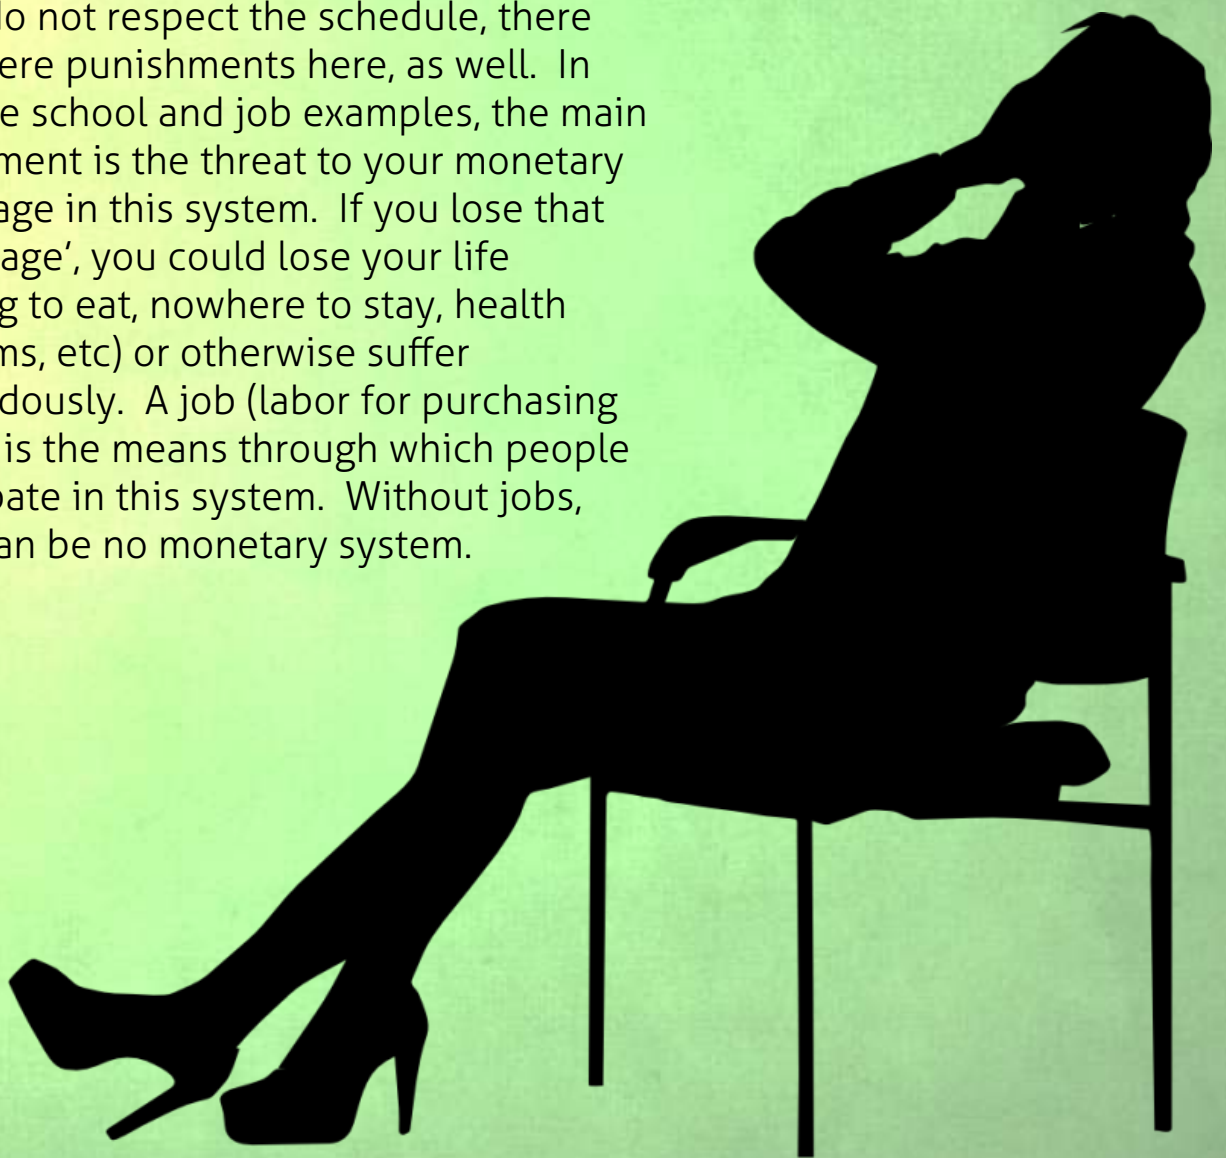 do not respect the schedule, there
ere punishments here, as well.  In
e school and job examples, the main
ment is the threat to your monetary
age in this system.  If you lose that
age’, you could lose your life
g to eat, nowhere to stay, health
ms, etc) or otherwise suffer
dously.  A job (labor for purchasing
is the means through which people
pate in this system.  Without jobs,
an be no monetary system.